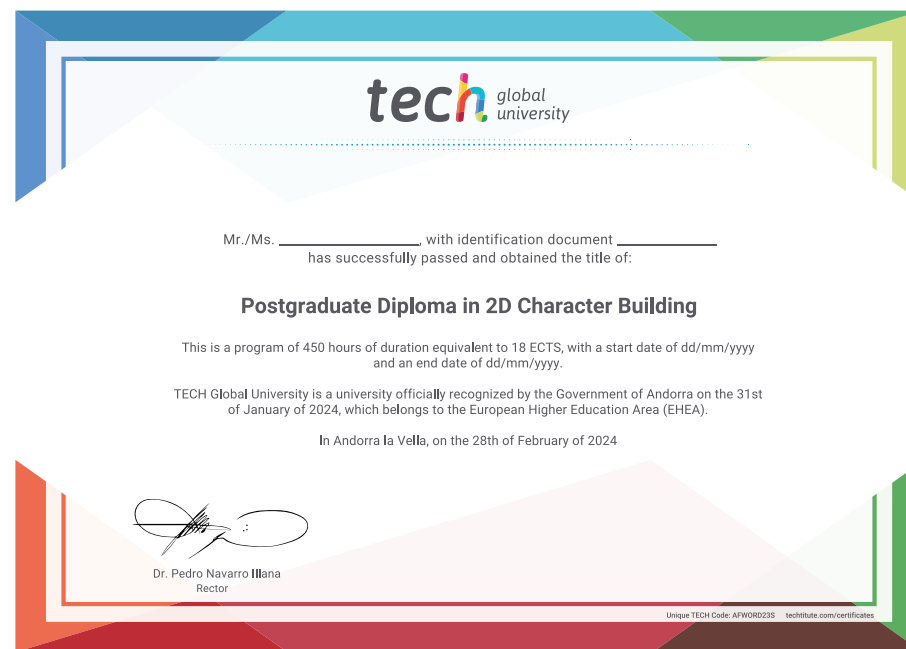 tech global university
Mr./Ms. ________________, with identification document ____________
has successfully passed and obtained the title of:
Postgraduate Diploma in 2D Character Building
This is a program of 450 hours of duration equivalent to 18 ECTS, with a start date of dd/mm/yyyy
and an end date of dd/mm/yyyy.
TECH Global University is a university officially recognized by the Government of Andorra on the 31st
of January of 2024, which belongs to the European Higher Education Area (EHEA).
In Andorra la Vella, on the 28th of February of 2024
Dr. Pedro Navarro Illana
Rector
Unique TECH Code: AFWORD23S techtitute.com/certificates